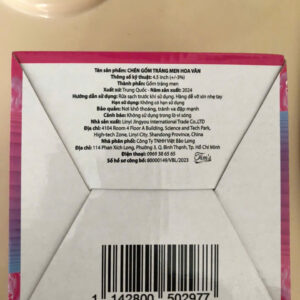 Tên sản phẩm: CHÉN GỐM TRÁNG MEN HOA VĂN
Thông số kỹ thuật: 4.5 inch (+/-3%)
Thành phẩm: Gốm tráng men
Xuất sứ: Trung Quốc - Năm sản xuất: 2024
Hướng dẫn sử dụng: Rửa sạch trước khi sử dụng. Hàng dễ vỡ xin nhẹ tay
Hạn sử dụng: Không có hạn sử dụng
Bảo quản: Nơi khô thoáng, tránh va đập mạnh
Cảnh báo: Không sử dụng trong lò vi sóng
Nhà sản xuất: Linyi Jingyou International Trade Co.,LTD
Địa chỉ: 4104 Room 4 Floor A Building, Science and Tech Park,
High-tech Zone, Linyi City, Shandong Province, China
Nhà phân phối: Công ty TNHH Việt Bảo Long
Địa chỉ: 114 Phan Xích Long, Phường 3, Q. Bình Thạnh, Tp. Hồ Chí Minh
Điện thoại: 0969 38 65 65
Số hồ sơ công bố: 80000149/VBL/2023
1 142800 502977